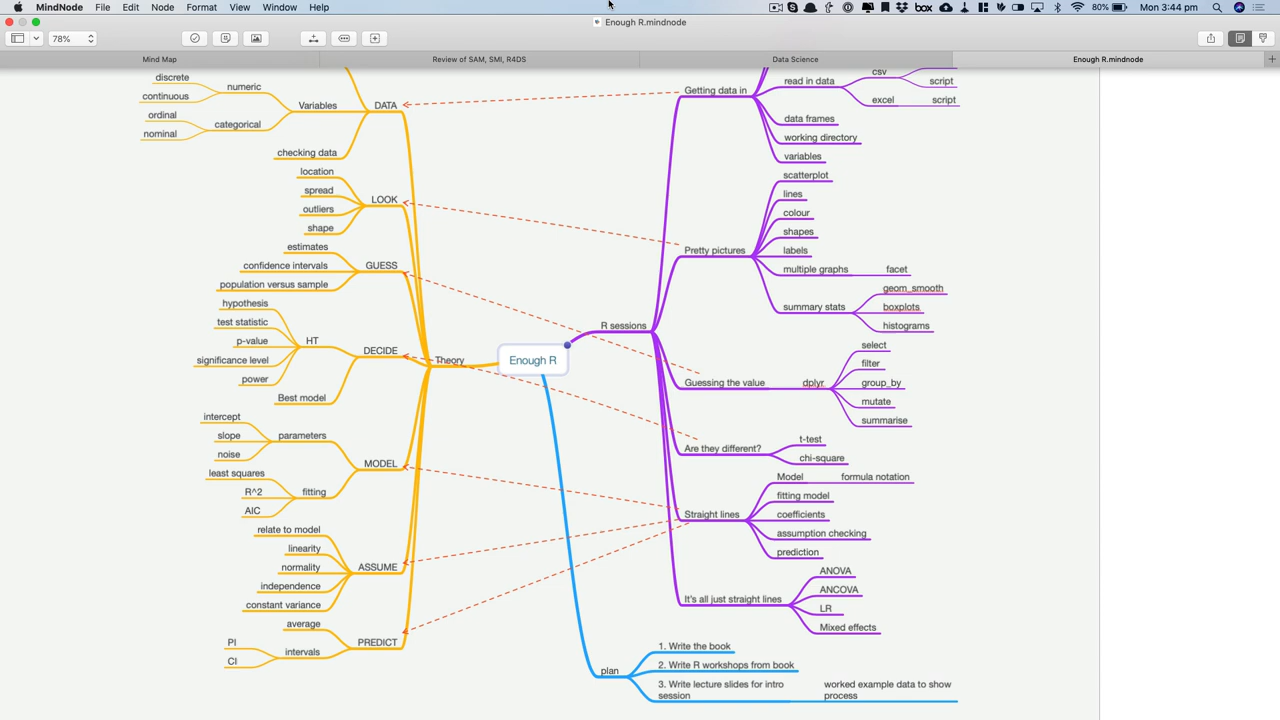 MindNode File Edit Node Format View Window Help
box 80% Mon 3:44 pm
Enough R.mindnode
78%
Mind Map
Review of SAM, SMI, R4DS
Data Science
Enough R.mindnode
Enough R
Theory
DATA
Variables
numeric
discrete
continuous
categorical
ordinal
nominal
checking data
LOOK
location
spread
outliers
shape
GUESS
estimates
confidence intervals
population versus sample
DECIDE
HT
hypothesis
test statistic
p-value
significance level
power
Best model
MODEL
parameters
intercept
slope
noise
fitting
least squares
R^2
AIC
ASSUME
relate to model
linearity
normality
independence
constant variance
PREDICT
average
intervals
PI
CI
R sessions
Getting data in
read in data
csv
script
excel
script
data frames
working directory
variables
Pretty pictures
scatterplot
lines
colour
shapes
labels
multiple graphs
facet
summary stats
geom_smooth
boxplots
histograms
Guessing the value
dplyr
select
filter
group_by
mutate
summarise
Are they different?
t-test
chi-square
Straight lines
Model
formula notation
fitting model
coefficients
assumption checking
prediction
It's all just straight lines
ANOVA
ANCOVA
LR
Mixed effects
plan
1. Write the book
2. Write R workshops from book
3. Write lecture slides for intro
session
worked example data to show
process